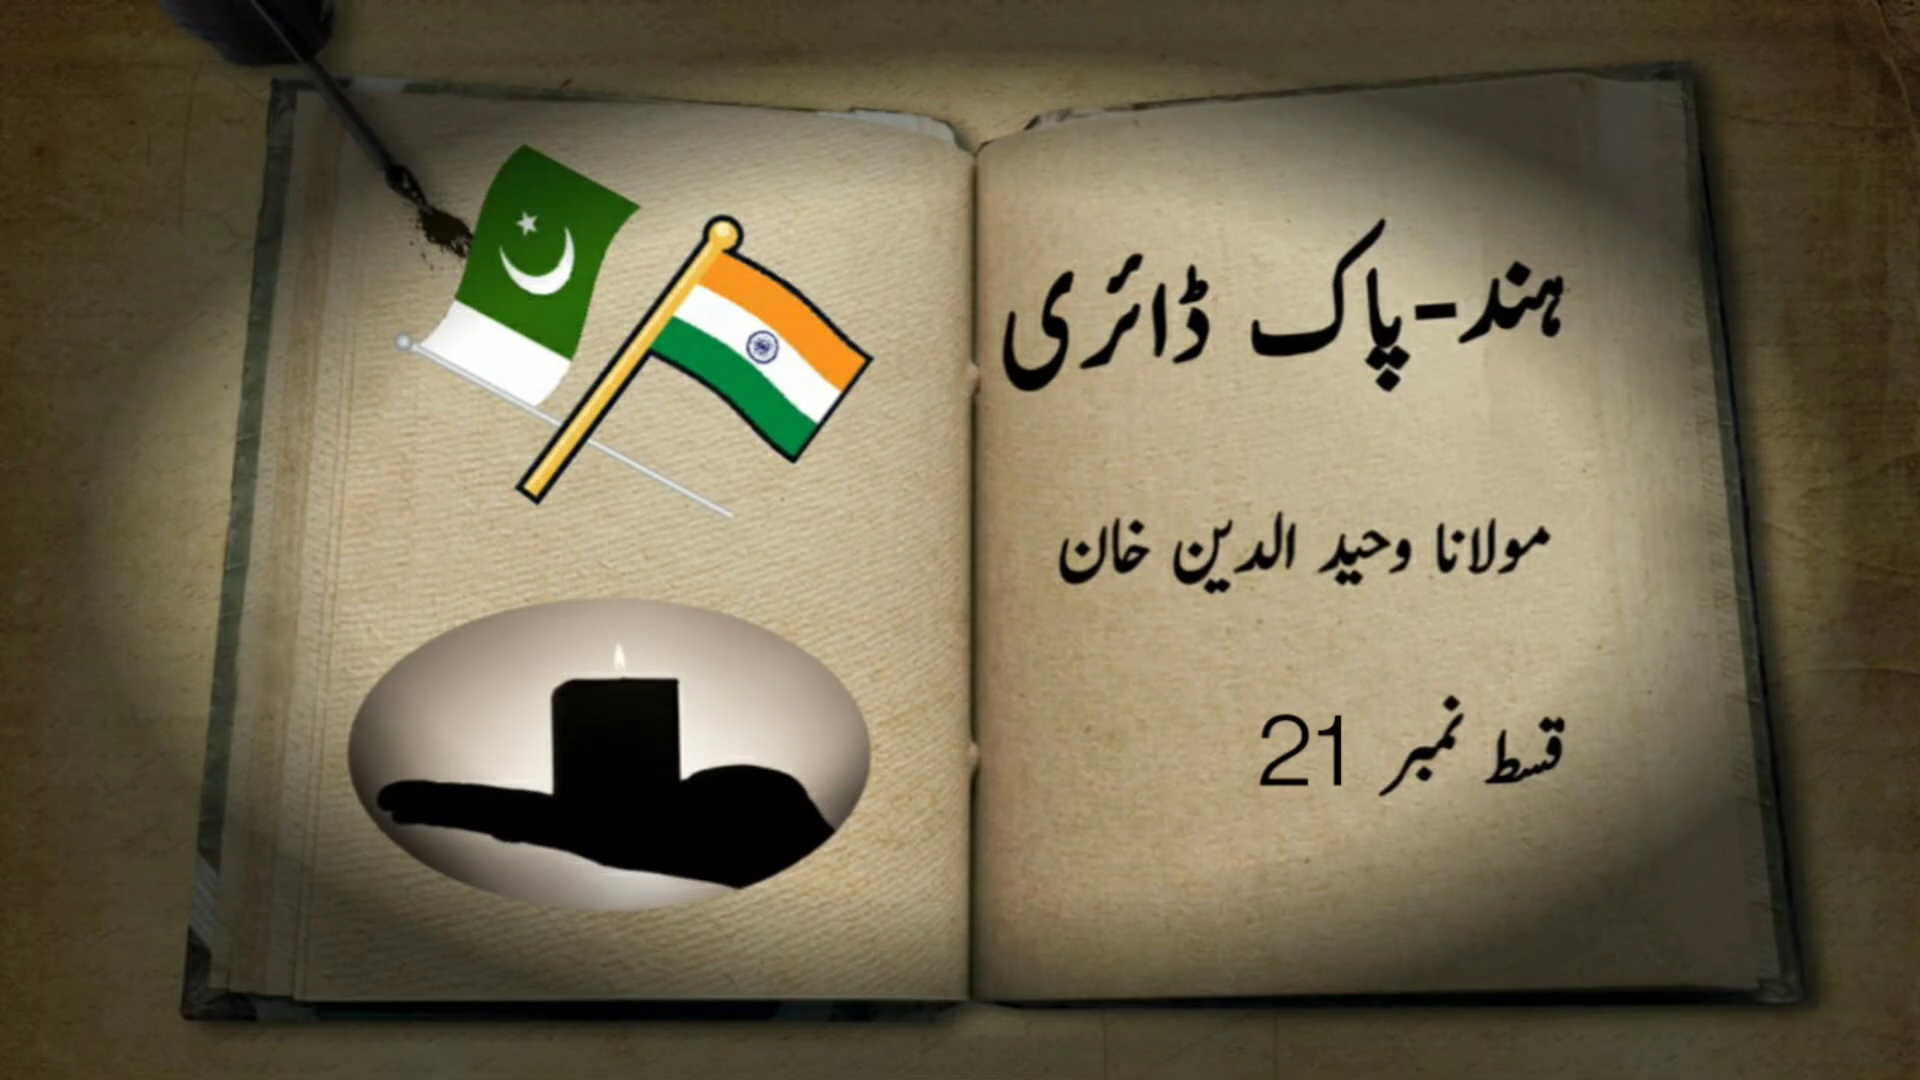 ہند-پاک ڈائری
مولانا وحید الدین خان
قسط نمبر 21